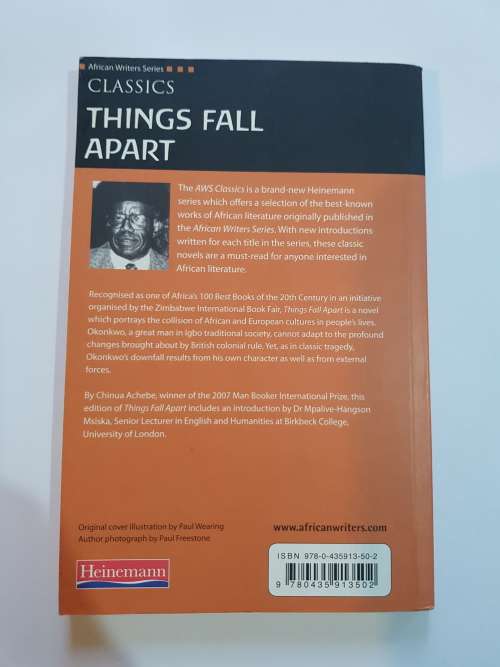 African Writers Series
CLASSICS
THINGS FALL
APART
The AWS Classics is a brand-new Heinemann
series which offers a selection of the best-known
works of African literature originally published in
the African Writers Series. With new introductions
written for each title in the series, these classic
novels are a must-read for anyone interested in
African literature.
Recognised as one of Africa's 100 Best Books of the 20th Century in an initiative
organised by the Zimbabwe International Book Fair, Things Fall Apart is a novel
which portrays the collision of African and European cultures in people's lives.
Okonkwo, a great man in Igbo traditional society, cannot adapt to the profound
changes brought about by British colonial rule. Yet, as in classic tragedy,
Okonkwo's downfall results from his own character as well as from external
forces.
By Chinua Achebe, winner of the 2007 Man Booker International Prize, this
edition of Things Fall Apart includes an introduction by Dr Mpalive-Hangson
Msiska, Senior Lecturer in English and Humanities at Birkbeck College,
University of London.
Original cover illustration by Paul Wearing
Author photograph by Paul Freestone
www.africanwriters.com
Heinemann
ISBN 978-0-435913-50-2
9 780435 913502